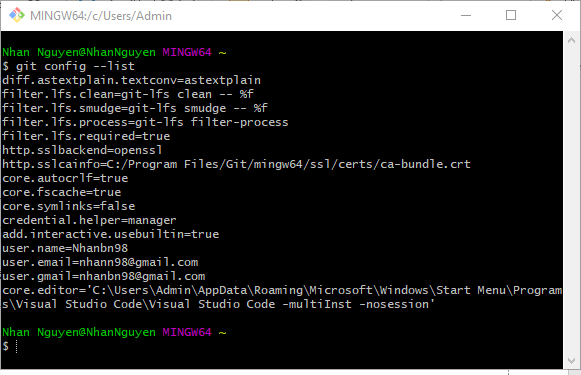 MINGW64:/c/Users/Admin
Nhan Nguyen@NhanNguyen MINGW64 ~
$ git config --list
diff.astextplain.textconv=astextplain
filter.lfs.clean=git-lfs clean -- %f
filter.lfs.smudge=git-lfs smudge -- %f
filter.lfs.process=git-lfs filter-process
filter.lfs.required=true
http.sslbackend=openssl
http.sslcainfo=C:/Program Files/Git/mingw64/ssl/certs/ca-bundle.crt
core.autocrlf=true
core.fscache=true
core.symlinks=false
credential.helper=manager
add.interactive.usebuiltin=true
user.name=Nhanbn98
user.email=nhann98@gmail.com
user.gmail=nhanbn98@gmail.com
core.editor='C:\Users\Admin\AppData\Roaming\Microsoft\Windows\Start Menu\Program
s\Visual Studio Code\Visual Studio Code -multiInst -nosession'
Nhan Nguyen@NhanNguyen MINGW64 ~
$